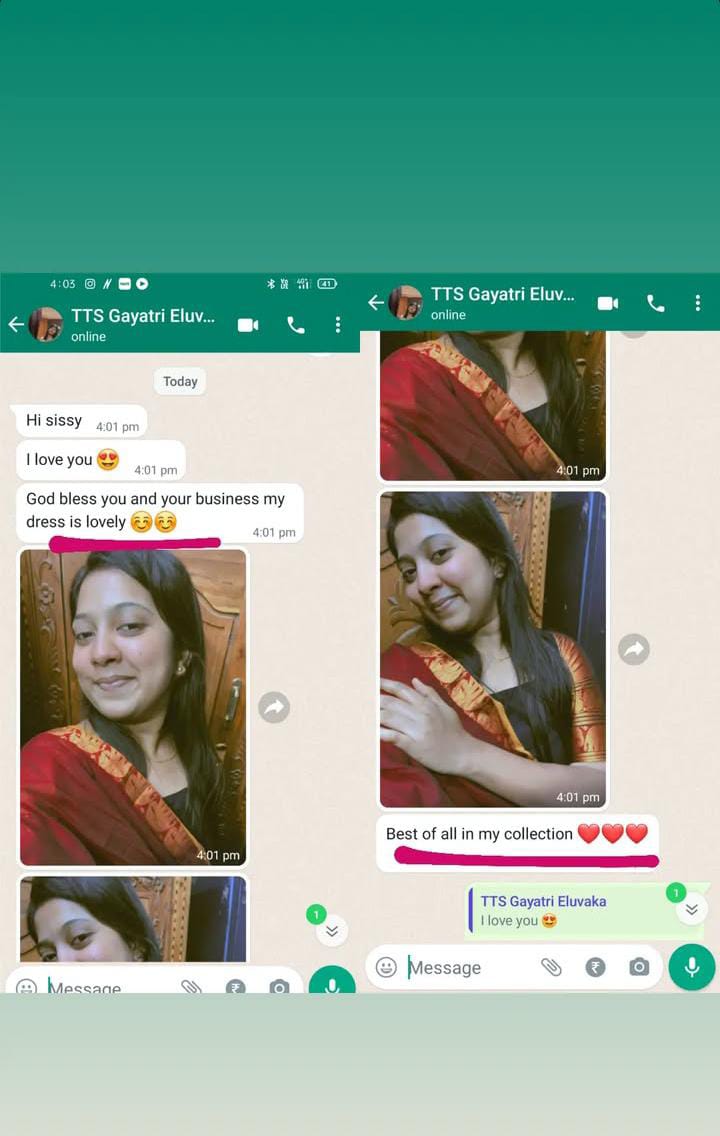 4:03
41
TTS Gayatri Eluv...
online
Today
Hi sissy 4:01 pm
I love you 😍 4:01 pm
God bless you and your business my
dress is lovely ☺️☺️ 4:01 pm
4:01 pm
1
Message
TTS Gayatri Eluv...
online
4:01 pm
4:01 pm
Best of all in my collection ❤️❤️❤️
TTS Gayatri Eluvaka
I love you 😍
1
Message